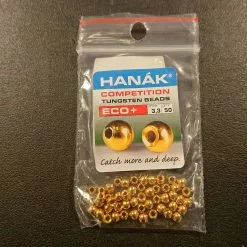 HANÁK®
COMPETITION
TUNGSTEN BEADS
ECO+
3,3 50
Catch more and deep.